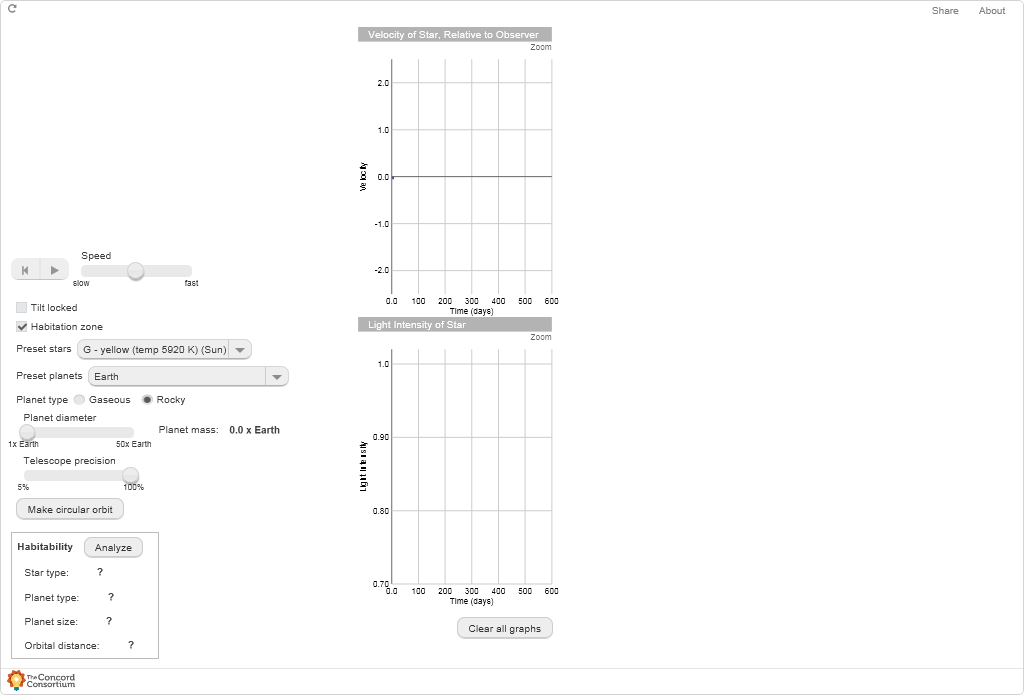 Share About
Velocity of Star, Relative to Observer
Zoom
2.0
1.0
Velocity
0.0
-1.0
-2.0
0.0 100 200 300 400 500 600
Time (days)
Speed
slow fast
Tilt locked
Habitation zone
Preset stars G - yellow (temp 5920 K) (Sun)
Preset planets Earth
Planet type Gaseous Rocky
Planet diameter
1x Earth 50x Earth
Planet mass: 0.0 x Earth
Telescope precision
5% 100%
Make circular orbit
Habitability Analyze
Star type: ?
Planet type: ?
Planet size: ?
Orbital distance: ?
Light Intensity of Star
Zoom
1.0
0.90
Light Intensity
0.80
0.70
0.0 100 200 300 400 500 600
Time (days)
Clear all graphs
The Concord
Consortium